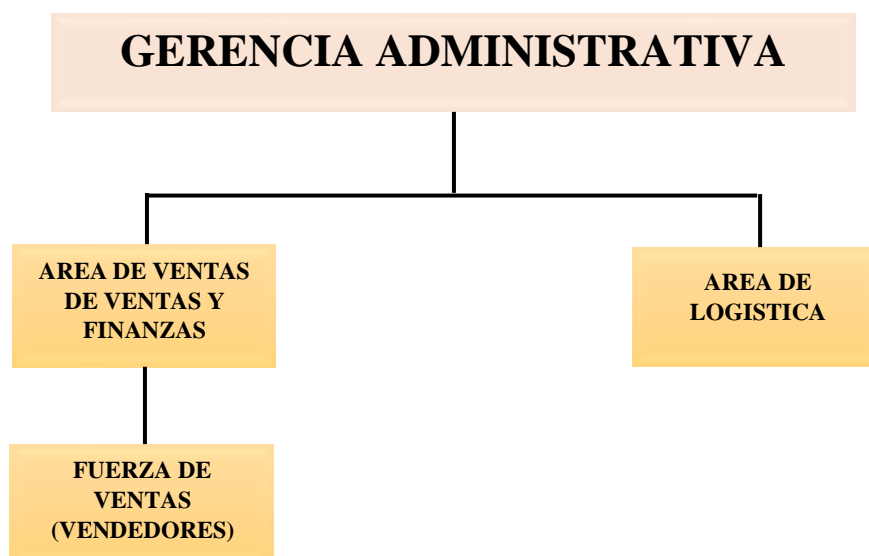 GERENCIA ADMINISTRATIVA
AREA DE VENTAS
DE VENTAS Y
FINANZAS
AREA DE
LOGISTICA
FUERZA DE
VENTAS
(VENDEDORES)